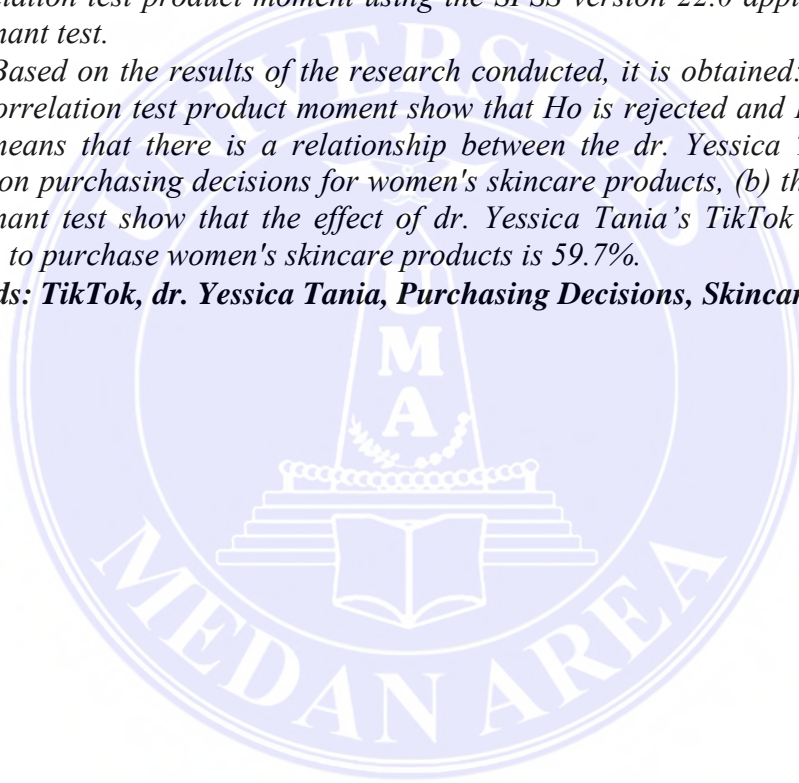 lation test product moment using the SPSS version 22.0 appl
nant test.
Based on the results of the research conducted, it is obtained:
orrelation test product moment show that Ho is rejected and
means that there is a relationship between the dr. Yessica
on purchasing decisions for women's skincare products, (b) th
nant test show that the effect of dr. Yessica Tania's TikTok
to purchase women's skincare products is 59.7%.
ds: TikTok, dr. Yessica Tania, Purchasing Decisions, Skincar
UNIVERSITES
UMA
MEDAN AREA